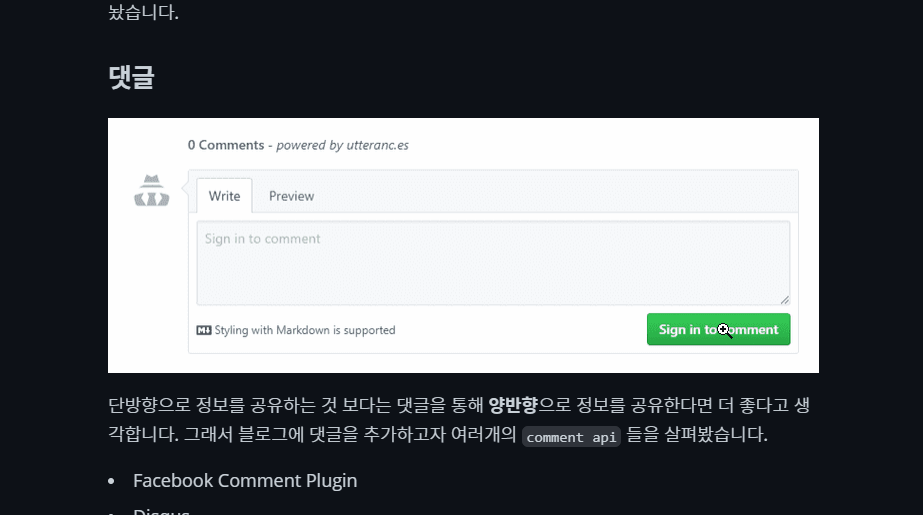 놨습니다.
댓글
0 Comments - powered by utteranc.es
Write Preview
Sign in to comment
Styling with Markdown is supported
Sign in to comment
단방향으로 정보를 공유하는 것 보다는 댓글을 통해 양반향으로 정보를 공유한다면 더 좋다고 생
각합니다. 그래서 블로그에 댓글을 추가하고자 여러개의 comment api 들을 살펴봤습니다.
• Facebook Comment Plugin
• Disqus